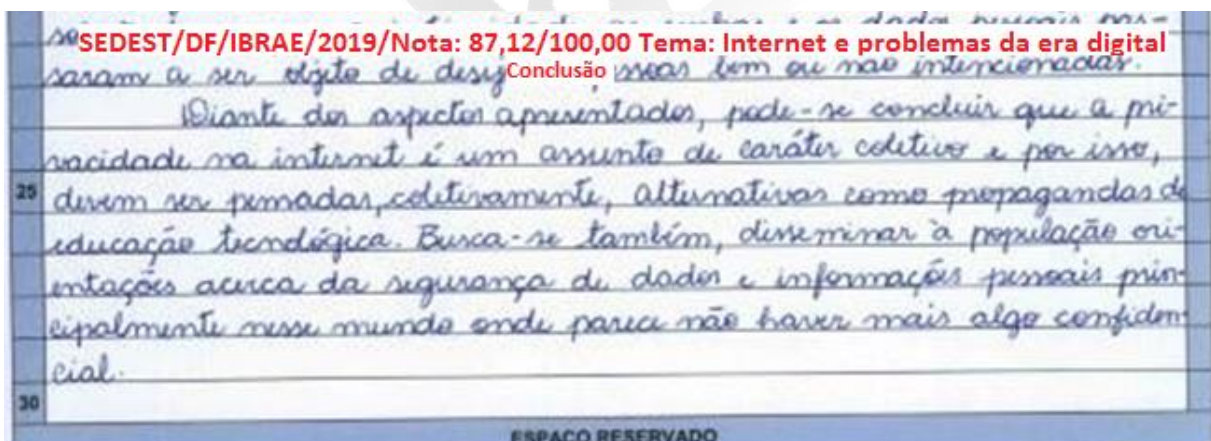 SEDEST/DF/IBRAE/2019/Nota: 87,12/100,00 Tema: Internet e problemas da era digital
saram a ser objeto de Conclusão bem ou não intencionadas.
Diante dos aspectos apresentados, pode-se concluir que a pri-
vacidade na internet é um assunto de caráter coletivo e por isso,
25 devem ser pensadas, coletivamente, alternativas como propagandas de
educação tecnológica. Busca-se também, disseminar à população ori-
entações acerca da segurança de dados e informações pessoais prin-
cipalmente nesse mundo onde parece não haver mais algo confiden-
cial.
30
ESPAÇO RESERVADO